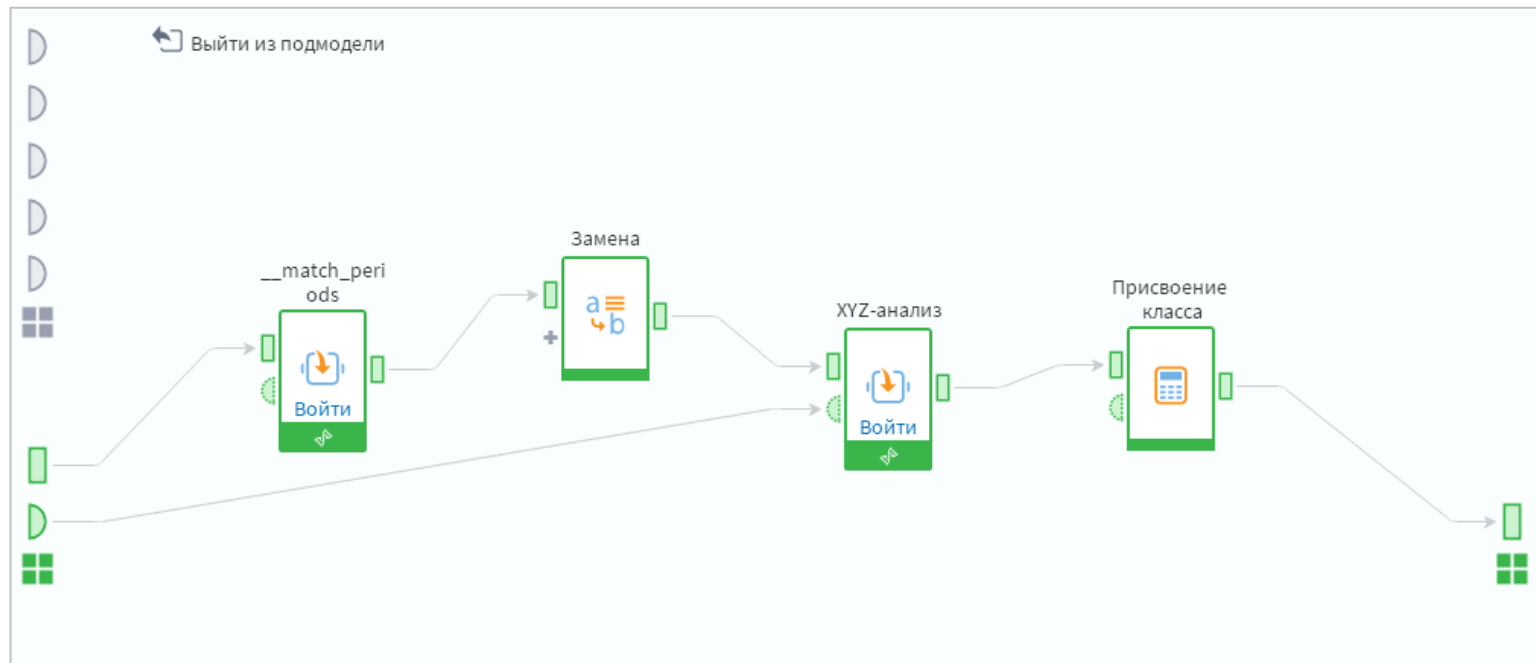 Выйти из подмодели
Замена
__match_peri
ods
Присвоение
класса
XYZ-анализ
a
b
Войти
Войти